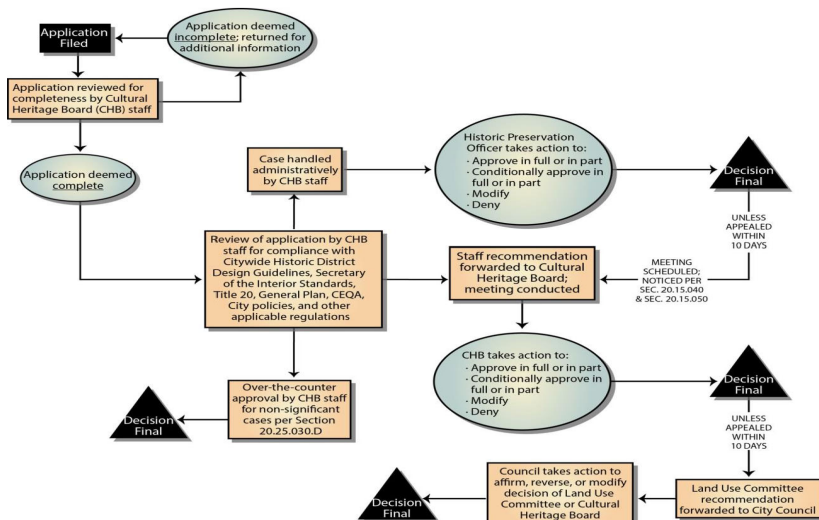 Application
Filed
Application deemed
incomplete; returned for
additional information
Application reviewed for
completeness by Cultural
Heritage Board (CHB) staff
Application deemed
complete
Case handled
administratively
by CHB staff
Historic Preservation
Officer takes action to:
· Approve in full or in part
· Conditionally approve in
full or in part
· Modify
· Deny
Decision
Final
UNLESS
APPEALED
WITHIN
10 DAYS
Review of application by CHB
staff for compliance with
Citywide Historic District
Design Guidelines, Secretary
of the Interior Standards,
Title 20, General Plan, CEQA,
City policies, and other
applicable regulations
Staff recommendation
forwarded to Cultural
Heritage Board;
meeting conducted
MEETING
SCHEDULED;
NOTICED PER
SEC. 20.15.040
& SEC. 20.15.050
CHB takes action to:
· Approve in full or in part
· Conditionally approve in
full or in part
· Modify
· Deny
Decision
Final
Over-the-counter
approval by CHB staff
for non-significant
cases per Section
20.25.030.D
Decision
Final
UNLESS
APPEALED
WITHIN
10 DAYS
Land Use Committee
recommendation
forwarded to City Council
Council takes action to
affirm, reverse, or modify
decision of Land Use
Committee or Cultural
Heritage Board
Decision
Final